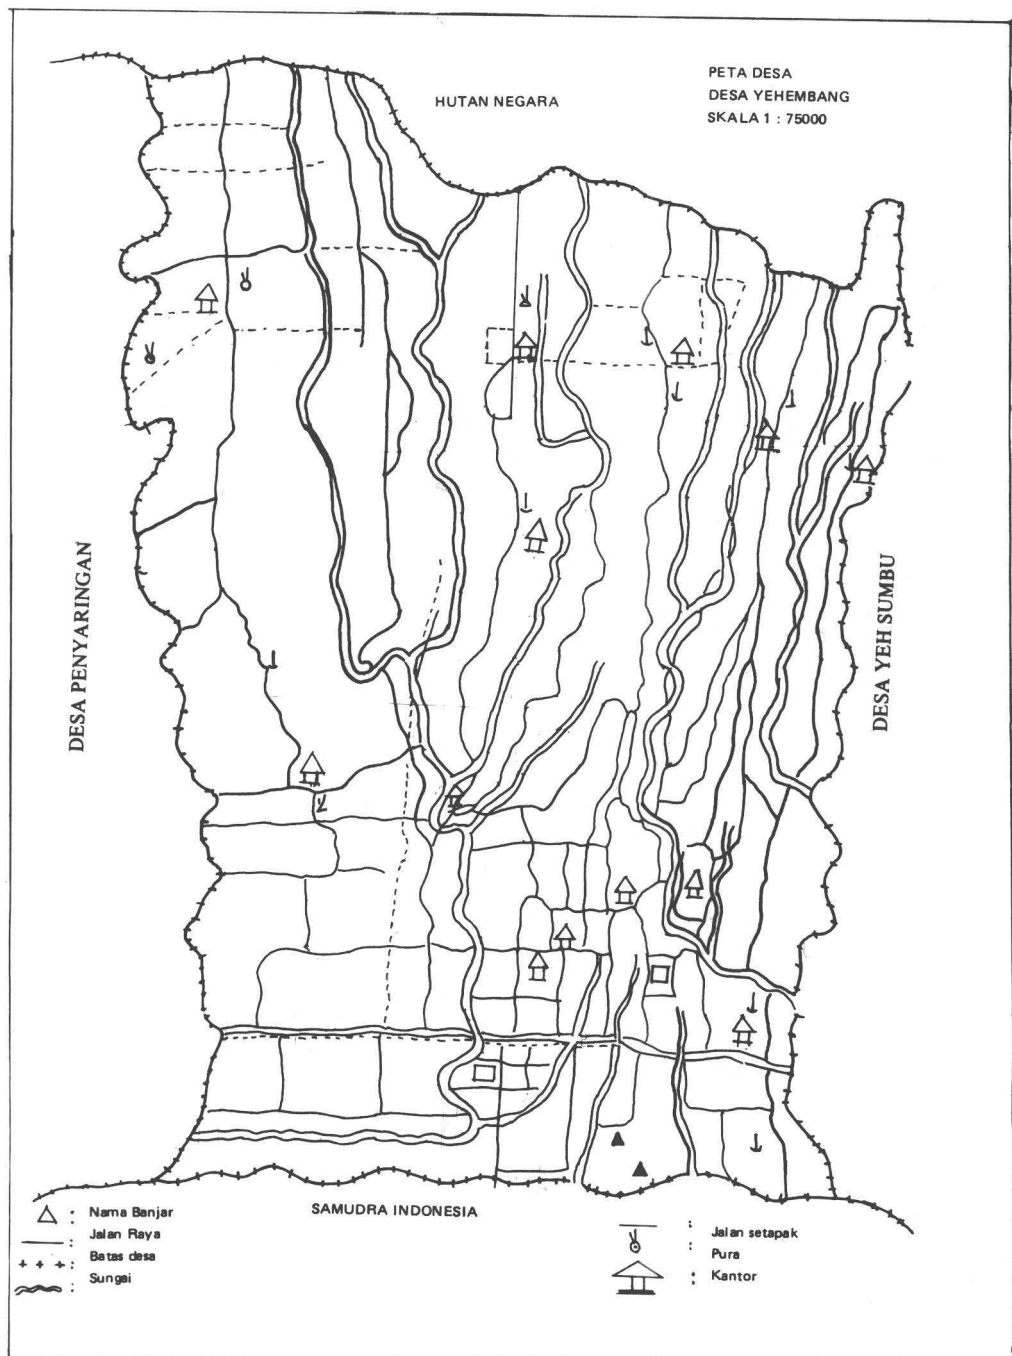 PETA DESA
DESA YEHEMBANG
SKALA 1 : 75000
HUTAN NEGARA
DESA PENYARINGAN
DESA YEH SUMBU
SAMUDRA INDONESIA
: Nama Banjar
: Jalan Raya
: Batas desa
: Sungai
: Jalan setapak
: Pura
: Kantor